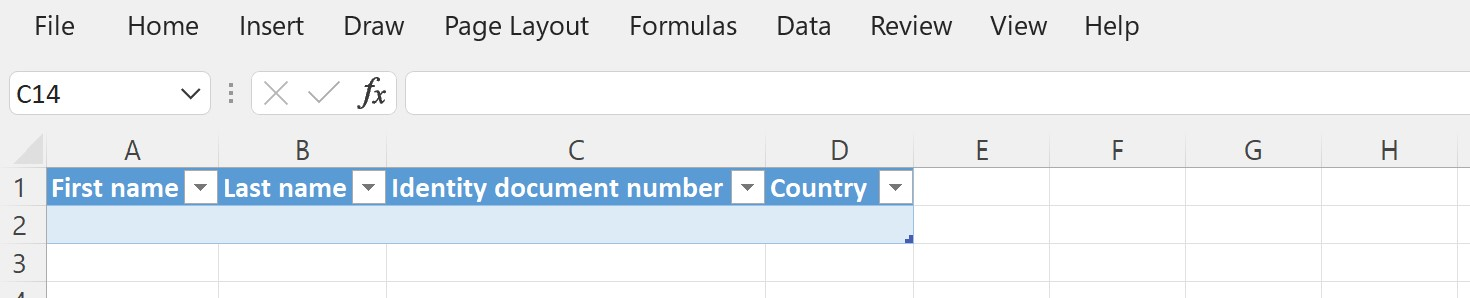 File Home Insert Draw Page Layout Formulas Data Review View Help
C14 fx
A B C D E F G H
1 First name Last name Identity document number Country
2
3